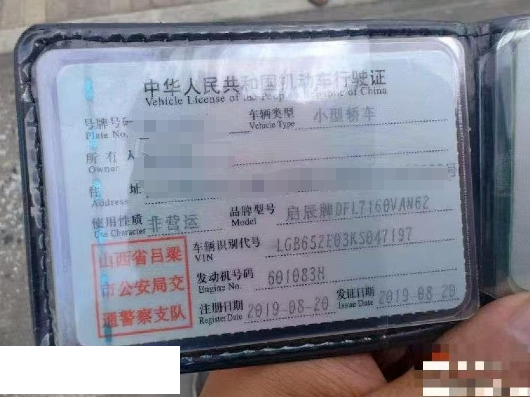 中华人民共和国机动车行驶证
Vehicle License of the People's Republic of China
号牌号码 车辆类型 小型轿车
Plate No. Vehicle Type
所有人
住址
Address
使用性质 非营运 品牌型号 启辰牌DFL7160VAN62
Use Character Model
车辆识别代号 LGB652E03KS047197
VIN
山西省吕梁
市公安局交
通警察支队
发动机号码 601083H
Engine No.
注册日期 2019-08-20 发证日期 2019-08-20
Register Date Issue Date